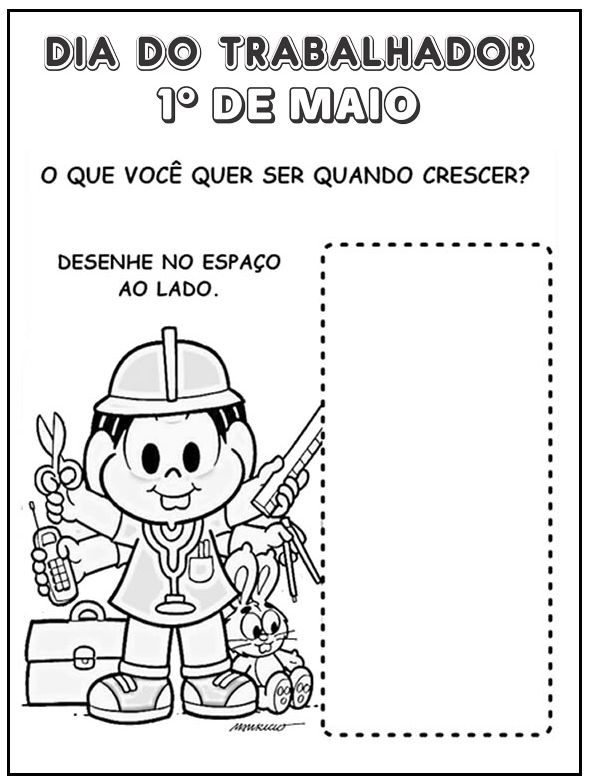 DIA DO TRABALHADOR
1º DE MAIO
O QUE VOCÊ QUER SER QUANDO CRESCER?
DESENHE NO ESPAÇO
AO LADO.
MAURICIO